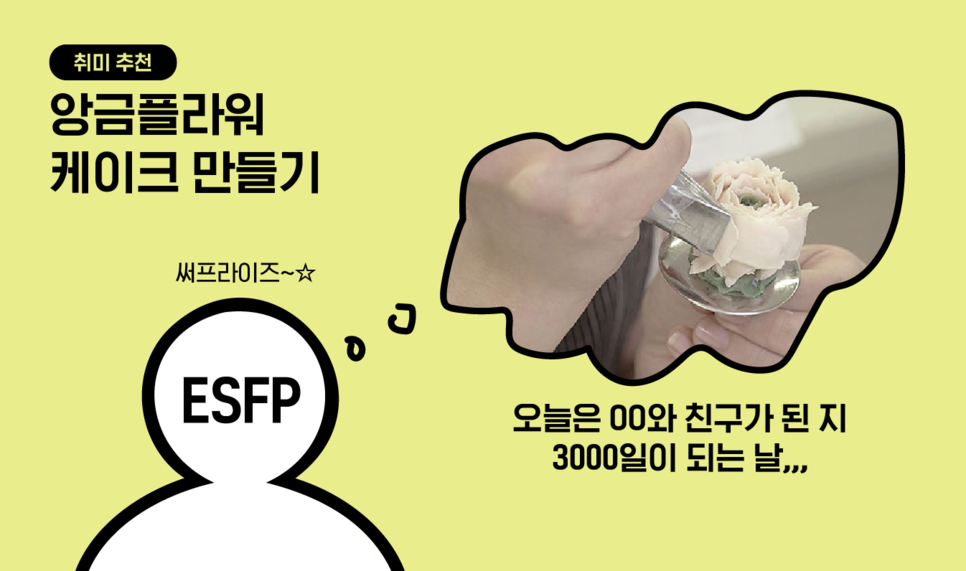 취미 추천
앙금플라워
케이크 만들기
써프라이즈~☆
ESFP
오늘은 00와 친구가 된 지
3000일이 되는 날,,,